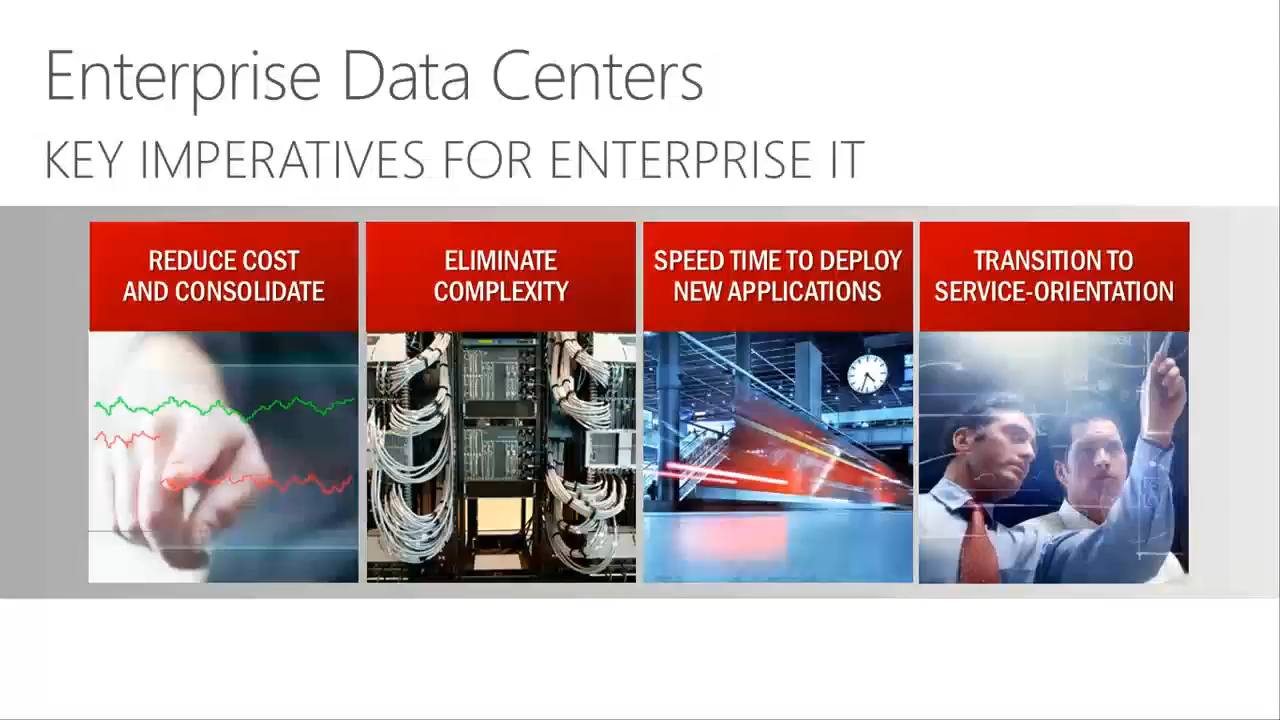 Enterprise Data Centers
KEY IMPERATIVES FOR ENTERPRISE IT
REDUCE COST
AND CONSOLIDATE
ELIMINATE
COMPLEXITY
SPEED TIME TO DEPLOY
NEW APPLICATIONS
TRANSITION TO
SERVICE-ORIENTATION